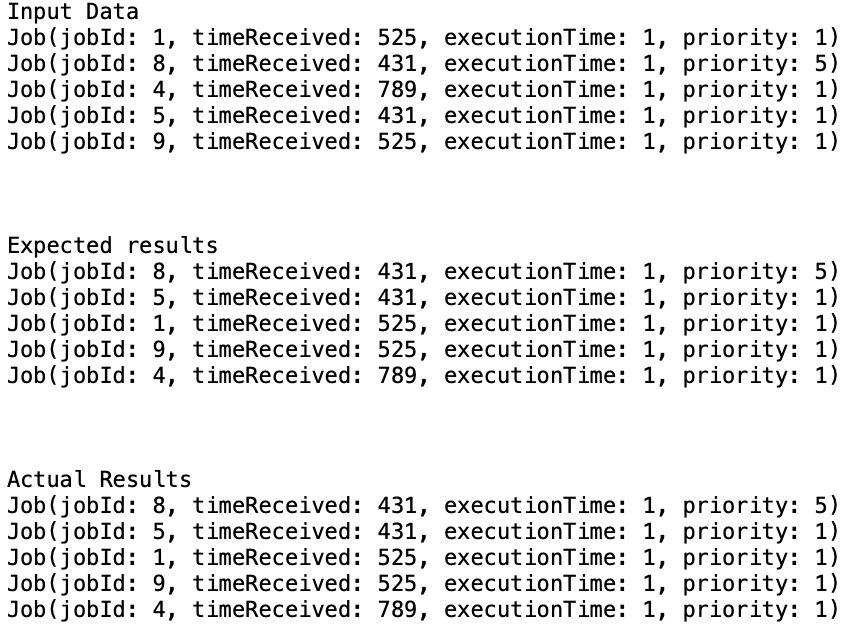 Input Data
Job(jobId: 1, timeReceived: 525, executionTime: 1, priority: 1)
Job(jobId: 8, timeReceived: 431, executionTime: 1, priority: 5)
Job(jobId: 4, timeReceived: 789, executionTime: 1, priority: 1)
Job(jobId: 5, timeReceived: 431, executionTime: 1, priority: 1)
Job(jobId: 9, timeReceived: 525, executionTime: 1, priority: 1)
Expected results
Job(jobId: 8, timeReceived: 431, executionTime: 1, priority: 5)
Job(jobId: 5, timeReceived: 431, executionTime: 1, priority: 1)
Job(jobId: 1, timeReceived: 525, executionTime: 1, priority: 1)
Job(jobId: 9, timeReceived: 525, executionTime: 1, priority: 1)
Job(jobId: 4, timeReceived: 789, executionTime: 1, priority: 1)
Actual Results
Job(jobId: 8, timeReceived: 431, executionTime: 1, priority: 5)
Job(jobId: 5, timeReceived: 431, executionTime: 1, priority: 1)
Job(jobId: 1, timeReceived: 525, executionTime: 1, priority: 1)
Job(jobId: 9, timeReceived: 525, executionTime: 1, priority: 1)
Job(jobId: 4, timeReceived: 789, executionTime: 1, priority: 1)